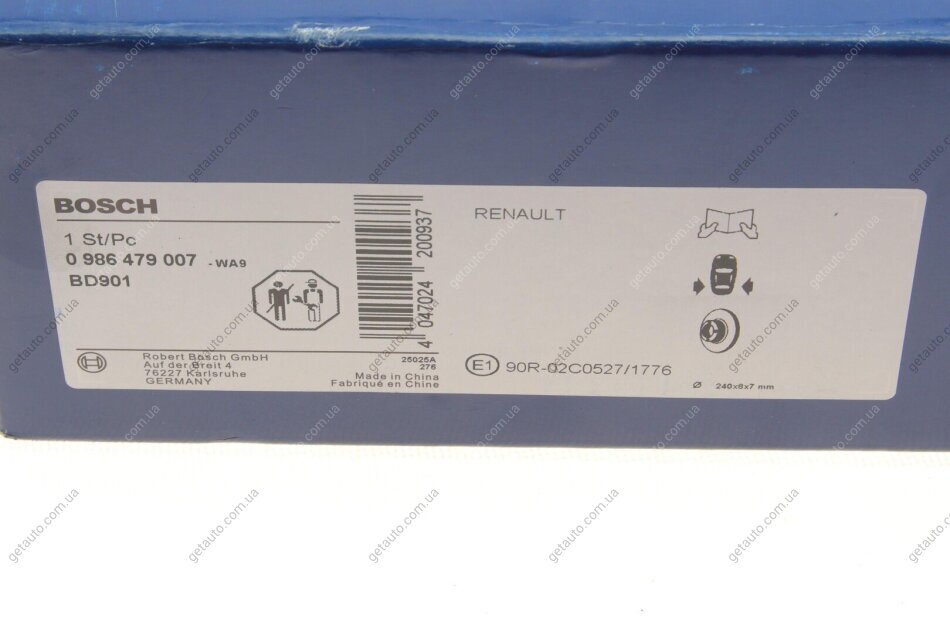 BOSCH
1 St/Pc
0 986 479 007 -WA9
BD901
Robert Bosch GmbH
Auf der Breit 4
76227 Karlsruhe
GERMANY
25025A
276
Made in China
Fabriqué en Chine
4 047024 200937
RENAULT
E1 90R-02C0527/1776
Ø 240x8x7 mm
getauto.com.ua